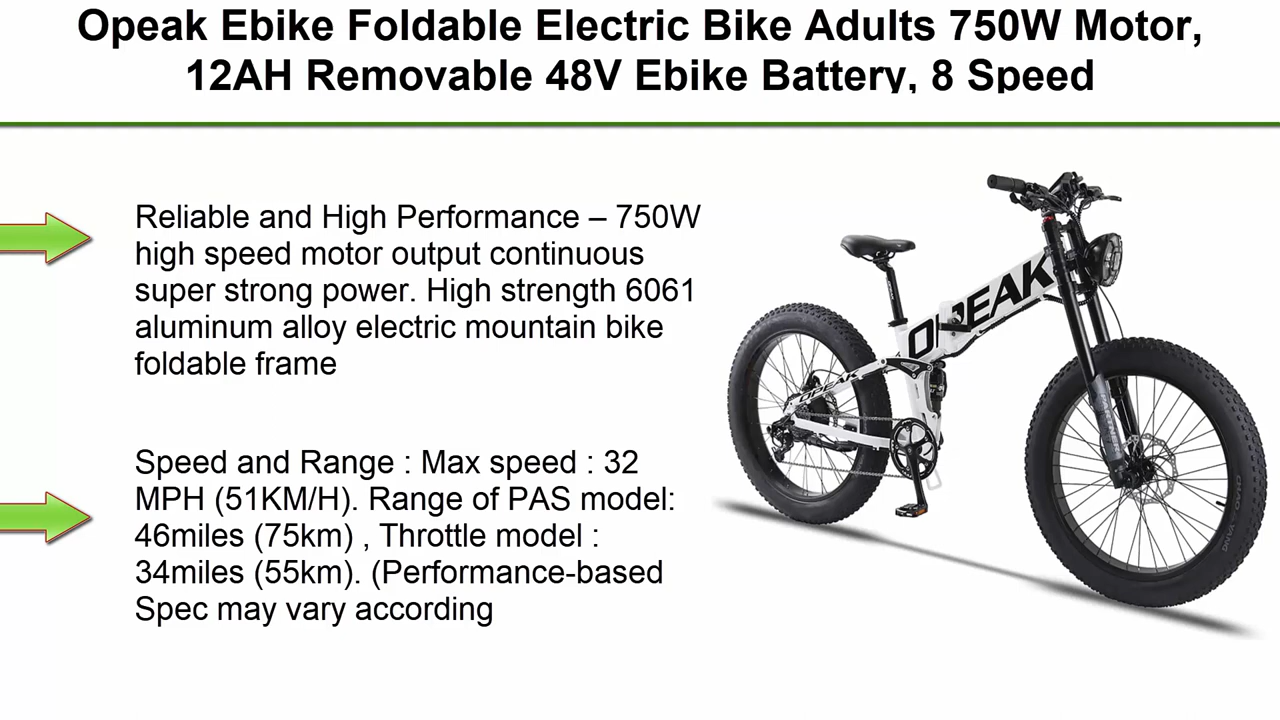 Opeak Ebike Foldable Electric Bike Adults 750W Motor,
12AH Removable 48V Ebike Battery, 8 Speed
Reliable and High Performance – 750W
high speed motor output continuous
super strong power. High strength 6061
aluminum alloy electric mountain bike
foldable frame
Speed and Range : Max speed : 32
MPH (51KM/H). Range of PAS model:
46miles (75km) , Throttle model :
34miles (55km). (Performance-based
Spec may vary according
OPEAK
OPEAK
CHAO YANG